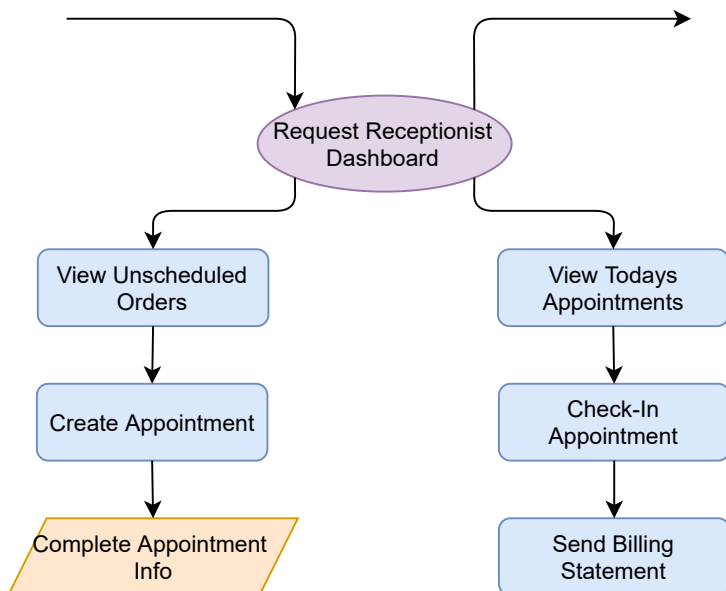 Request Receptionist
Dashboard
View Unscheduled
Orders
View Todays
Appointments
Create Appointment
Check-In
Appointment
Complete Appointment
Info
Send Billing
Statement